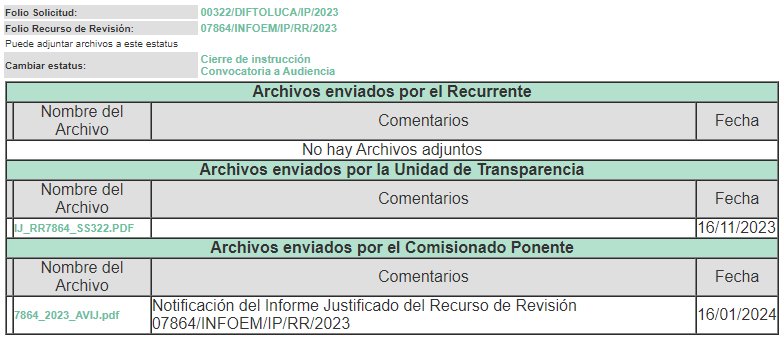 Folio Solicitud: 00322/DIFTOLUCA/IP/2023
Folio Recurso de Revisión: 07864/INFOEM/IP/RR/2023
Puede adjuntar archivos a este estatus
Cambiar estatus: Cierre de instrucción
Convocatoria a Audiencia
Archivos enviados por el Recurrente
Nombre del Archivo Comentarios Fecha
No hay Archivos adjuntos
Archivos enviados por la Unidad de Transparencia
Nombre del Archivo Comentarios Fecha
IJ_RR7864_SS322.PDF 16/11/2023
Archivos enviados por el Comisionado Ponente
Nombre del Archivo Comentarios Fecha
7864_2023_AVIJ.pdf Notificación del Informe Justificado del Recurso de Revisión 07864/INFOEM/IP/RR/2023 16/01/2024